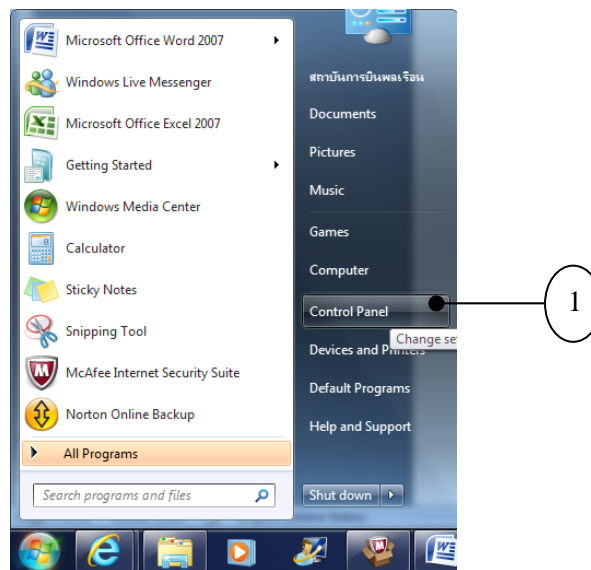 Microsoft Office Word 2007
Windows Live Messenger
Microsoft Office Excel 2007
Getting Started
Windows Media Center
Calculator
Sticky Notes
Snipping Tool
McAfee Internet Security Suite
Norton Online Backup
All Programs
Search programs and files
สถาบันการบินพลเรือน
Documents
Pictures
Music
Games
Computer
Control Panel
Change se
Devices and Printers
Default Programs
Help and Support
Shut down
1